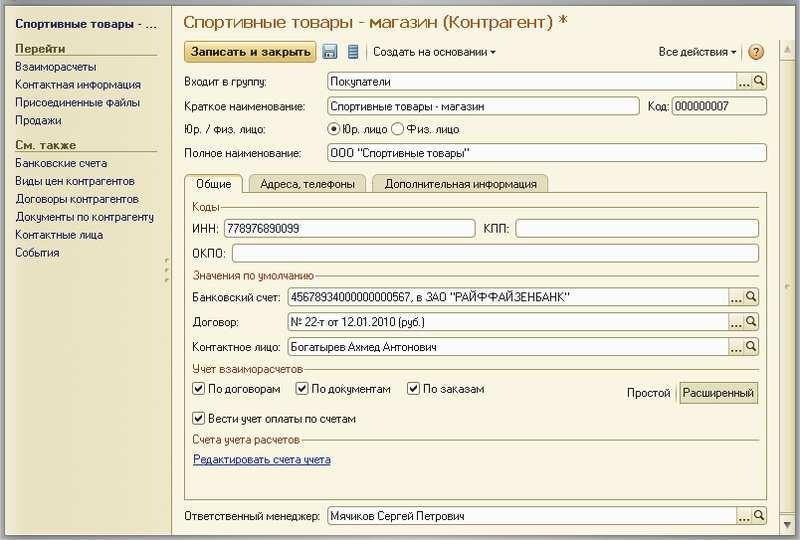 Спортивные товары - ...
Перейти
Взаиморасчеты
Контактная информация
Присоединенные файлы
Продажи
См. также
Банковские счета
Виды цен контрагентов
Договоры контрагентов
Документы по контрагенту
Контактные лица
События
Спортивные товары - магазин (Контрагент) *
Записать и закрыть Создать на основании Все действия ?
Входит в группу: Покупатели ...
Краткое наименование: Спортивные товары - магазин Код: 000000007
Юр. / физ. лицо: Юр. лицо Физ. лицо
Полное наименование: ООО "Спортивные товары"
Общие Адреса, телефоны Дополнительная информация
Коды
ИНН: 778976890099 КПП:
ОКПО:
Значения по умолчанию
Банковский счет: 45678934000000000567, в ЗАО "РАЙФФАЙЗЕНБАНК" ...
Договор: № 22-т от 12.01.2010 (руб.) ...
Контактное лицо: Богатырев Ахмед Антонович ...
Учет взаиморасчетов
По договорам По документам По заказам Простой Расширенный
Вести учет оплаты по счетам
Счета учета расчетов
Редактировать счета учета
Ответственный менеджер: Мячиков Сергей Петрович ...